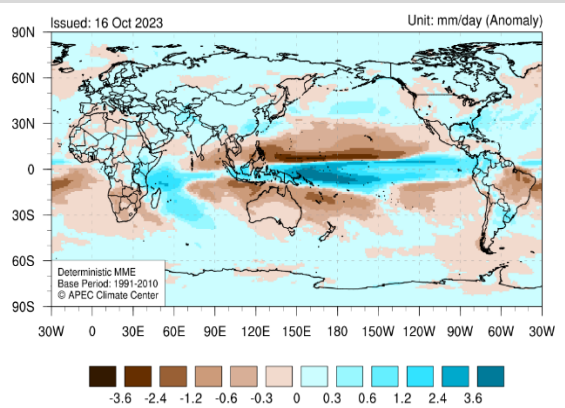 Issued: 16 Oct 2023 Unit: mm/day (Anomaly)
90N
60N
30N
0
30S
60S
90S
Deterministic MME
Base Period: 1991-2010
© APEC Climate Center
30W 0 30E 60E 90E 120E 150E 180 150W 120W 90W 60W 30W
-3.6 -2.4 -1.2 -0.6 -0.3 0 0.3 0.6 1.2 2.4 3.6